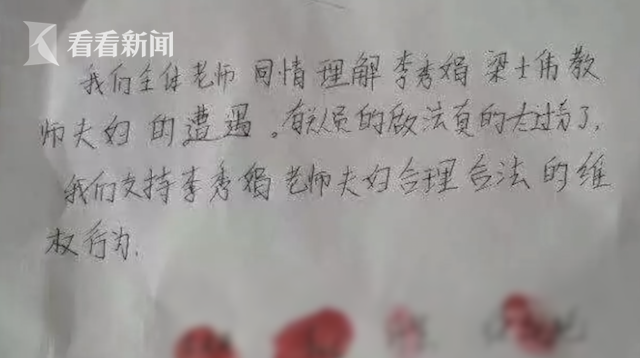 看看新闻
我们全体老师同情理解李秀娟梁士伟教
师夫妇的遭遇。有关人员的做法真的太过分了,
我们支持李秀娟老师夫妇合理合法的维
权行为.